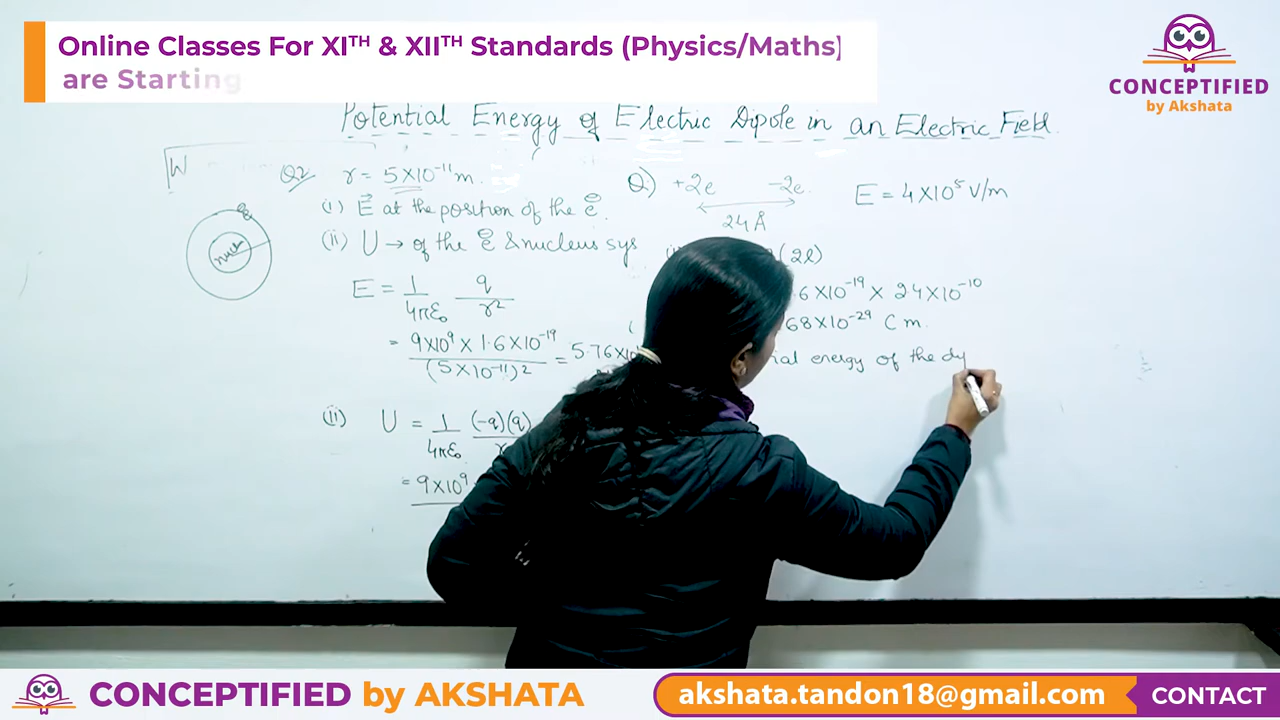 Online Classes For XIᵀᴴ & XIIᵀᴴ Standards (Physics/Maths)
are Starting
CONCEPTIFIED
by Akshata
Potential Energy of Electric Dipole in an Electric Field.
W
Q2 r = 5×10⁻¹¹ m.
(i) E⃗ at the position of the e⊖.
(ii) U → of the e⊖ & nucleus sys
E = 1/4πε₀ q/r²
= 9×10⁹ × 1.6×10⁻¹⁹ / (5×10⁻¹¹)² = 5.76×10
(ii) U = 1/4πε₀ (-q)(q)/r
= 9×10⁹
Q) +2e -2e E = 4×10⁵ V/m
24 Å
(2l)
6×10⁻¹⁹ × 24×10⁻¹⁰
68×10⁻²⁹ C m.
ial energy of the dy
CONCEPTIFIED by AKSHATA
akshata.tandon18@gmail.com
CONTACT